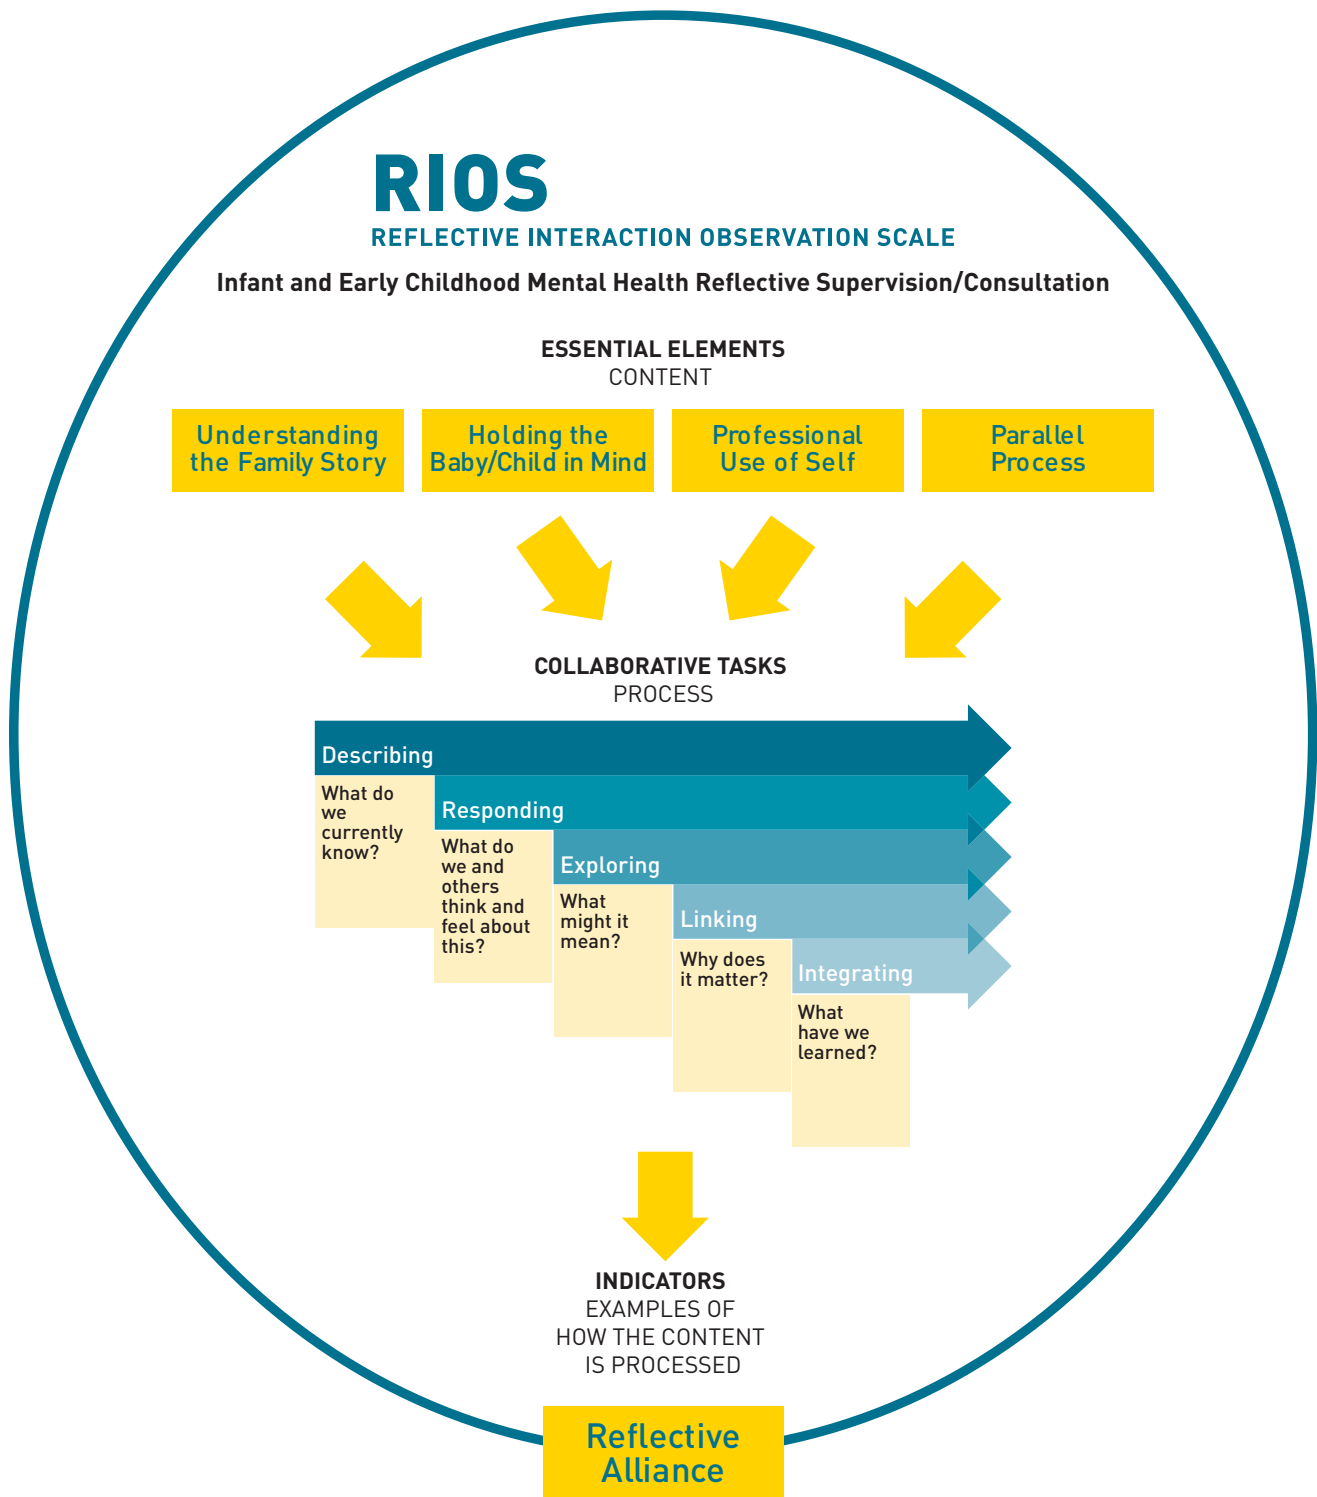 RIOS
REFLECTIVE INTERACTION OBSERVATION SCALE
Infant and Early Childhood Mental Health Reflective Supervision/Consultation
ESSENTIAL ELEMENTS
CONTENT
Understanding
the Family Story
Holding the
Baby/Child in Mind
Professional
Use of Self
Parallel
Process
COLLABORATIVE TASKS
PROCESS
Describing
What do
we
currently
know?
Responding
What do
we and
others
think and
feel about
this?
Exploring
What
might it
mean?
Linking
Why does
it matter?
Integrating
What
have we
learned?
INDICATORS
EXAMPLES OF
HOW THE CONTENT
IS PROCESSED
Reflective
Alliance